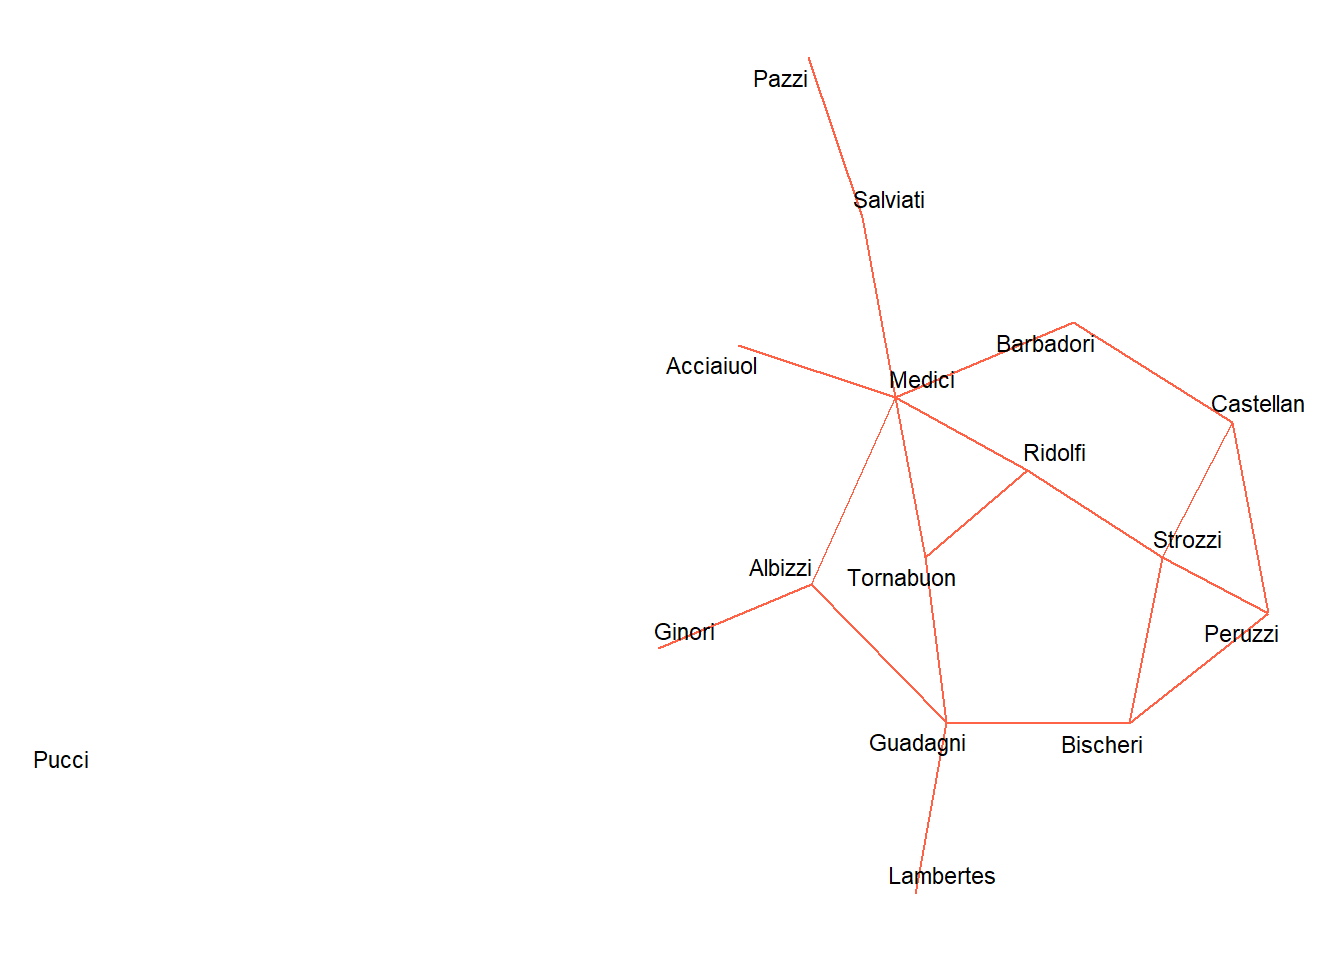 Pazzi
Salviati
Barbadori
Acciaiuol
Medici
Castellan
Ridolfi
Strozzi
Albizzi
Tornabuon
Ginori
Peruzzi
Guadagni
Bischeri
Pucci
Lambertes